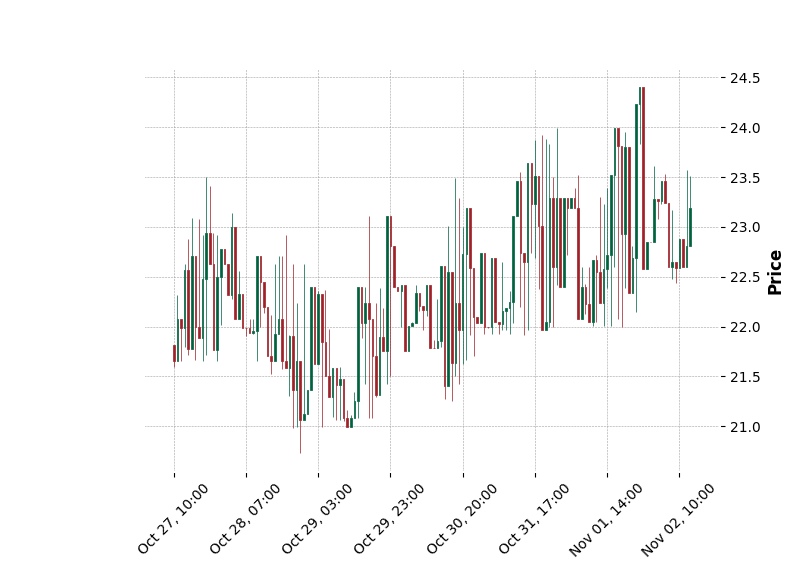 24.5
24.0
23.5
23.0
22.5
22.0
21.5
21.0
Price
Oct 27, 10:00
Oct 28, 07:00
Oct 29, 03:00
Oct 29, 23:00
Oct 30, 20:00
Oct 31, 17:00
Nov 01, 14:00
Nov 02, 10:00